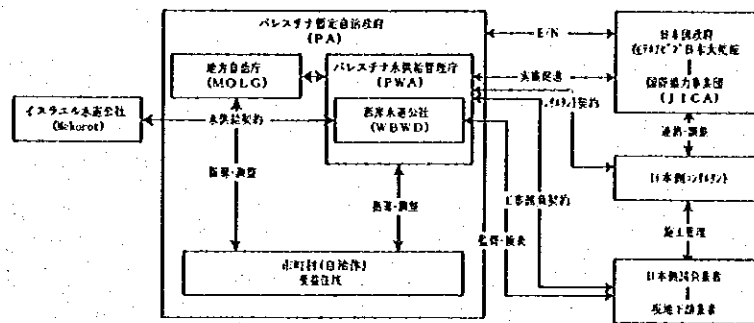 パレスチナ暫定自治政府
(PA)
地方自治庁
(MOLG)
パレスチナ水供給管理庁
(PWA)
西岸水道公社
(WBWD)
イスラエル水道公社
(Mekorot)
水供給契約
指導・調整
指導・調整
市町村(自治体)
受益住民
E/N
実施促進
コンサルタント契約
工事請負契約
監督・検査
日本国政府
在テルアビブ日本大使館
国際協力事業団
(JICA)
連絡・調整
日本側コンサルタント
施工管理
日本側請負業者
現地下請業者